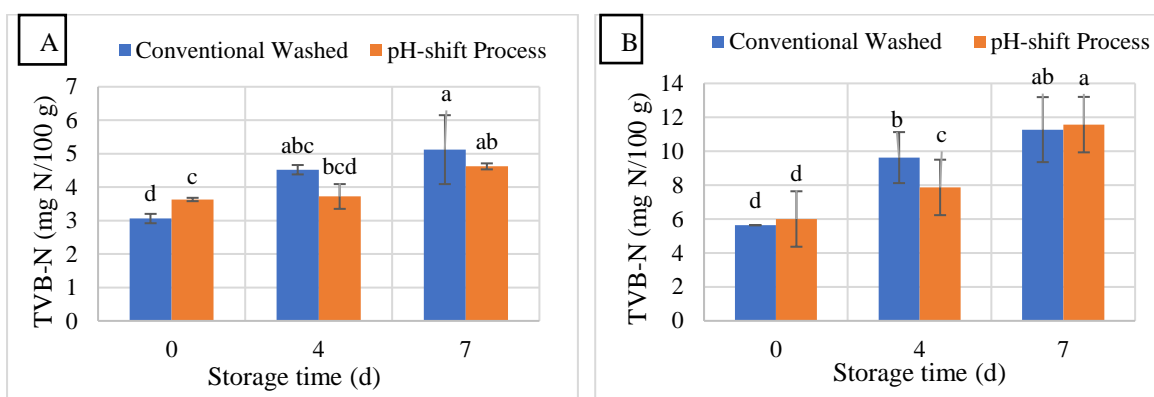 A
Conventional Washed
pH-shift Process
TVB-N (mg N/100 g)
7
6
5
4
3
2
1
0
d
c
abc
bcd
a
ab
0
4
7
Storage time (d)
B
Conventional Washed
pH-shift Process
TVB-N (mg N/100 g)
14
12
10
8
6
4
2
0
d
d
b
c
ab
a
0
4
7
Storage time (d)